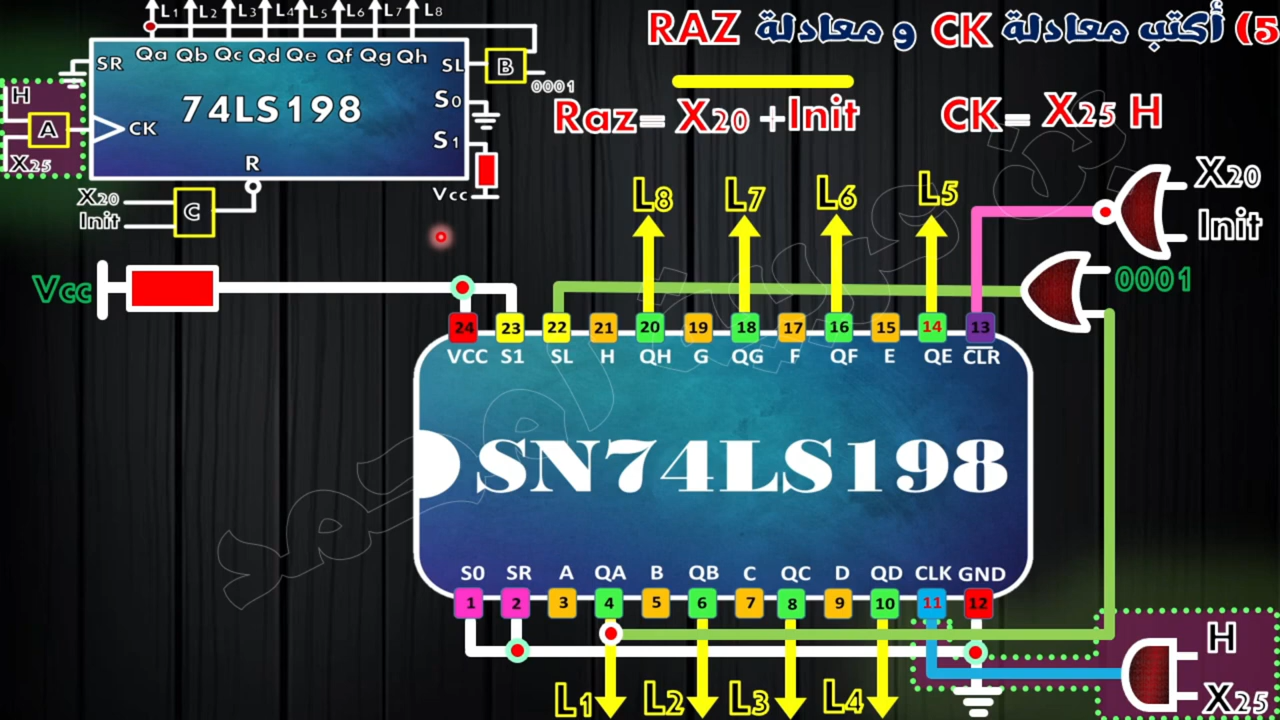 5) أكتب معادلة CK و معادلة RAZ
Raz= X20 +Init
CK= X25 H
L1 L2 L3 L4 L5 L6 L7 L8
Qa Qb Qc Qd Qe Qf Qg Qh
SR
SL
B
0001
H
A
X25
CK
74LS198
S0
S1
R
Vcc
X20
Init
C
Vcc
L8 L7 L6 L5
X20
Init
0001
24 23 22 21 20 19 18 17 16 15 14 13
VCC S1 SL H QH G QG F QF E QE CLR
SN74LS198
S0 SR A QA B QB C QC D QD CLK GND
1 2 3 4 5 6 7 8 9 10 11 12
L1 L2 L3 L4
H
X25